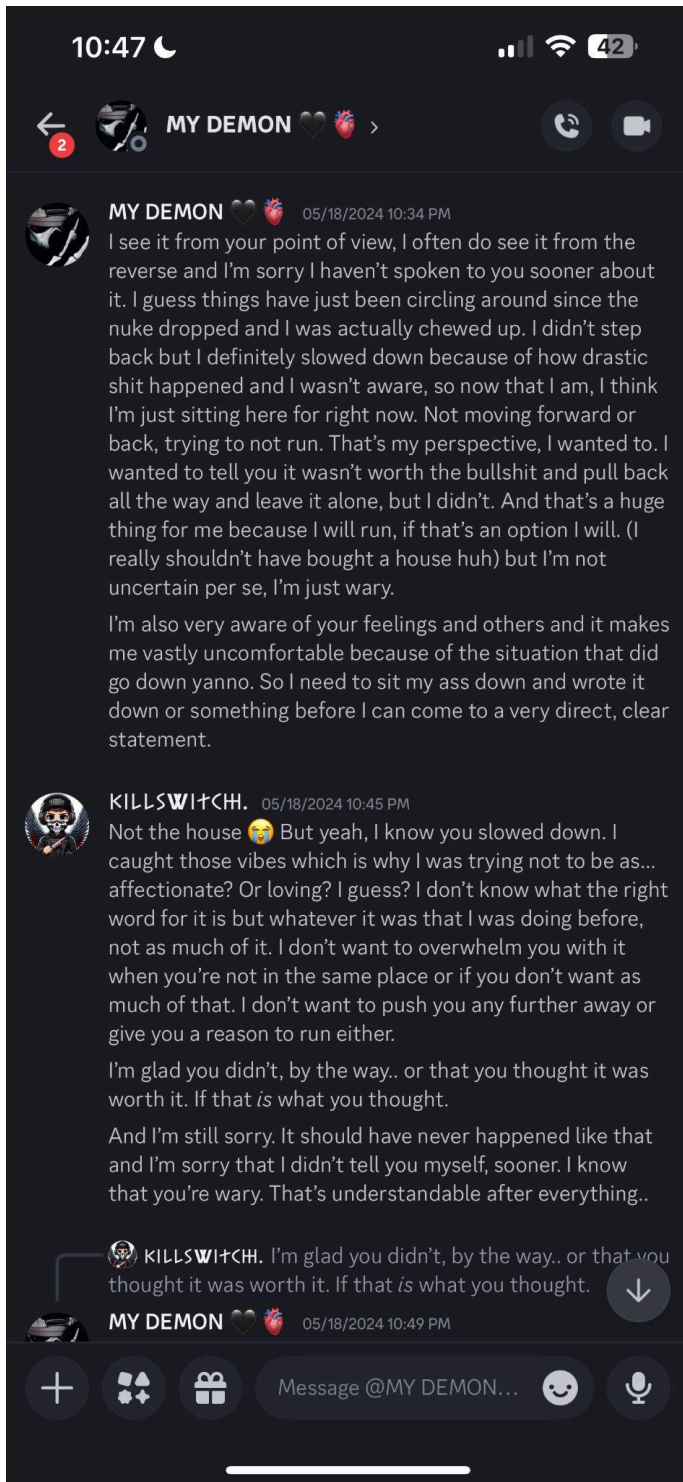 10:47
42
2
MY DEMON 🖤 🫀 ›
MY DEMON 🖤 🫀 05/18/2024 10:34 PM
I see it from your point of view, I often do see it from the
reverse and I'm sorry I haven't spoken to you sooner about
it. I guess things have just been circling around since the
nuke dropped and I was actually chewed up. I didn't step
back but I definitely slowed down because of how drastic
shit happened and I wasn't aware, so now that I am, I think
I'm just sitting here for right now. Not moving forward or
back, trying to not run. That's my perspective, I wanted to. I
wanted to tell you it wasn't worth the bullshit and pull back
all the way and leave it alone, but I didn't. And that's a huge
thing for me because I will run, if that's an option I will. (I
really shouldn't have bought a house huh) but I'm not
uncertain per se, I'm just wary.
I'm also very aware of your feelings and others and it makes
me vastly uncomfortable because of the situation that did
go down yanno. So I need to sit my ass down and wrote it
down or something before I can come to a very direct, clear
statement.
KILLSWITCH. 05/18/2024 10:45 PM
Not the house 😭 But yeah, I know you slowed down. I
caught those vibes which is why I was trying not to be as...
affectionate? Or loving? I guess? I don't know what the right
word for it is but whatever it was that I was doing before,
not as much of it. I don't want to overwhelm you with it
when you're not in the same place or if you don't want as
much of that. I don't want to push you any further away or
give you a reason to run either.
I'm glad you didn't, by the way.. or that you thought it was
worth it. If that is what you thought.
And I'm still sorry. It should have never happened like that
and I'm sorry that I didn't tell you myself, sooner. I know
that you're wary. That's understandable after everything..
KILLSWITCH. I'm glad you didn't, by the way.. or that you
thought it was worth it. If that is what you thought.
MY DEMON 🖤 🫀 05/18/2024 10:49 PM
Message @MY DEMON...